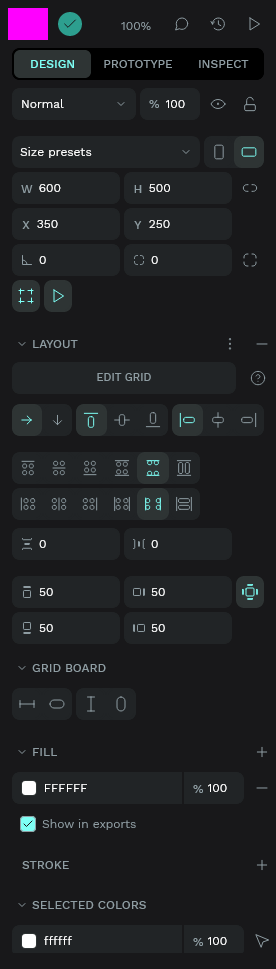 100%
DESIGN PROTOTYPE INSPECT
Normal % 100
Size presets
W 600 H 500
X 350 Y 250
0 0
LAYOUT
EDIT GRID
0 0
50 50
50 50
GRID BOARD
FILL
FFFFFF % 100
Show in exports
STROKE
SELECTED COLORS
ffffff % 100